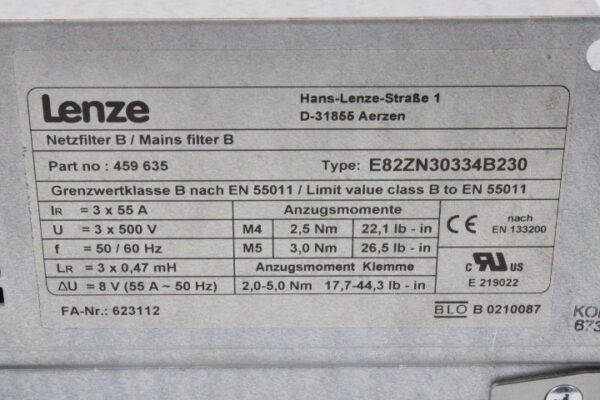 Lenze
Hans-Lenze-Straße 1
D-31855 Aerzen
Netzfilter B / Mains filter B
Part no : 459 635 Type: E82ZN30334B230
Grenzwertklasse B nach EN 55011 / Limit value class B to EN 55011
IR = 3 x 55 A Anzugsmomente
U = 3 x 500 V M4 2,5 Nm 22,1 lb - in
f = 50 / 60 Hz M5 3,0 Nm 26,5 lb - in
LR = 3 x 0,47 mH Anzugsmoment Klemme
ΔU = 8 V (55 A ~ 50 Hz) 2,0-5,0 Nm 17,7-44,3 lb - in
CE nach
EN 133200
c RU US
E 219022
FA-Nr.: 623112 BLO B 0210087